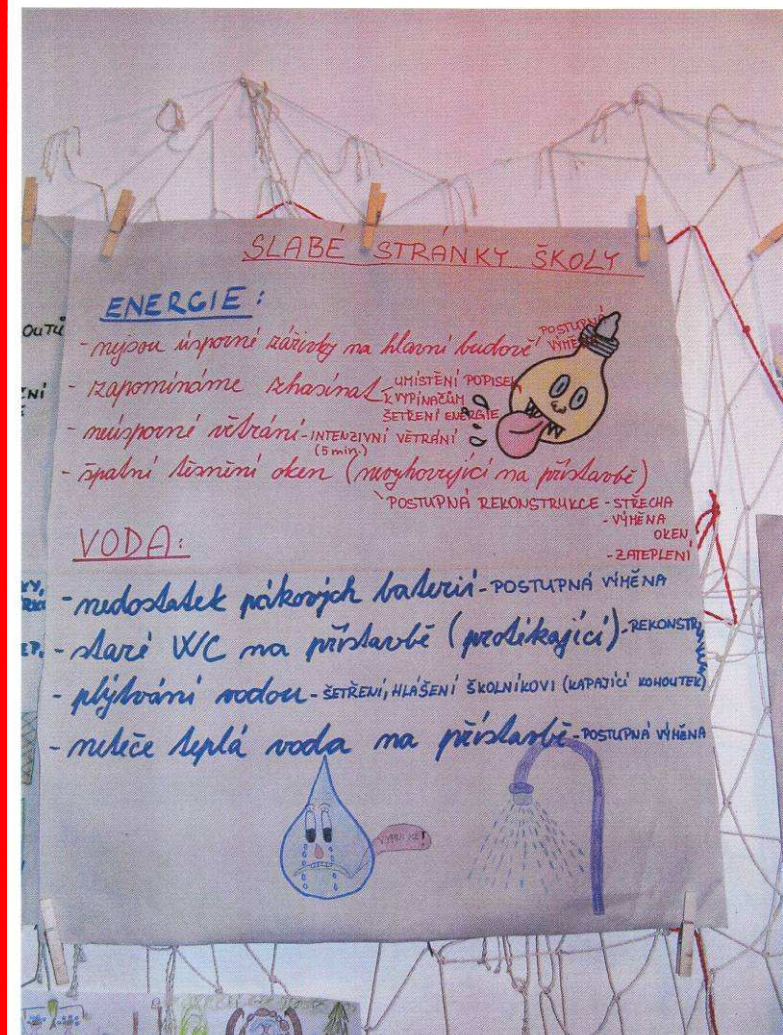 SLABÉ STRÁNKY ŠKOLY
ENERGIE:
- nejsou úsporné zářivky na hlavní budově POSTUPNÁ
VÝMĚNA
- zapomínáme zhasínat UMÍSTĚNÍ POPISEK
K VYPÍNAČŮM
ŠETŘENÍ ENERGIE
- neúsporné větrání - INTENZIVNÍ VĚTRÁNÍ
(5 min.)
- špatní těsnění oken (nevyhovující na přístavbě)
POSTUPNÁ REKONSTRUKCE - STŘECHA
- VÝMĚNA
OKEN
- ZATEPLENÍ
VODA:
- nedostatek pákových baterií - POSTUPNÁ VÝMĚNA
- staré WC na přístavbě (protékající) - REKONSTR
- plýtvání vodou - ŠETŘENÍ, HLÁŠENÍ ŠKOLNÍKOVI (KAPAJÍCÍ KOHOUTEK)
- neteče teplá voda na přístavbě - POSTUPNÁ VÝMĚNA